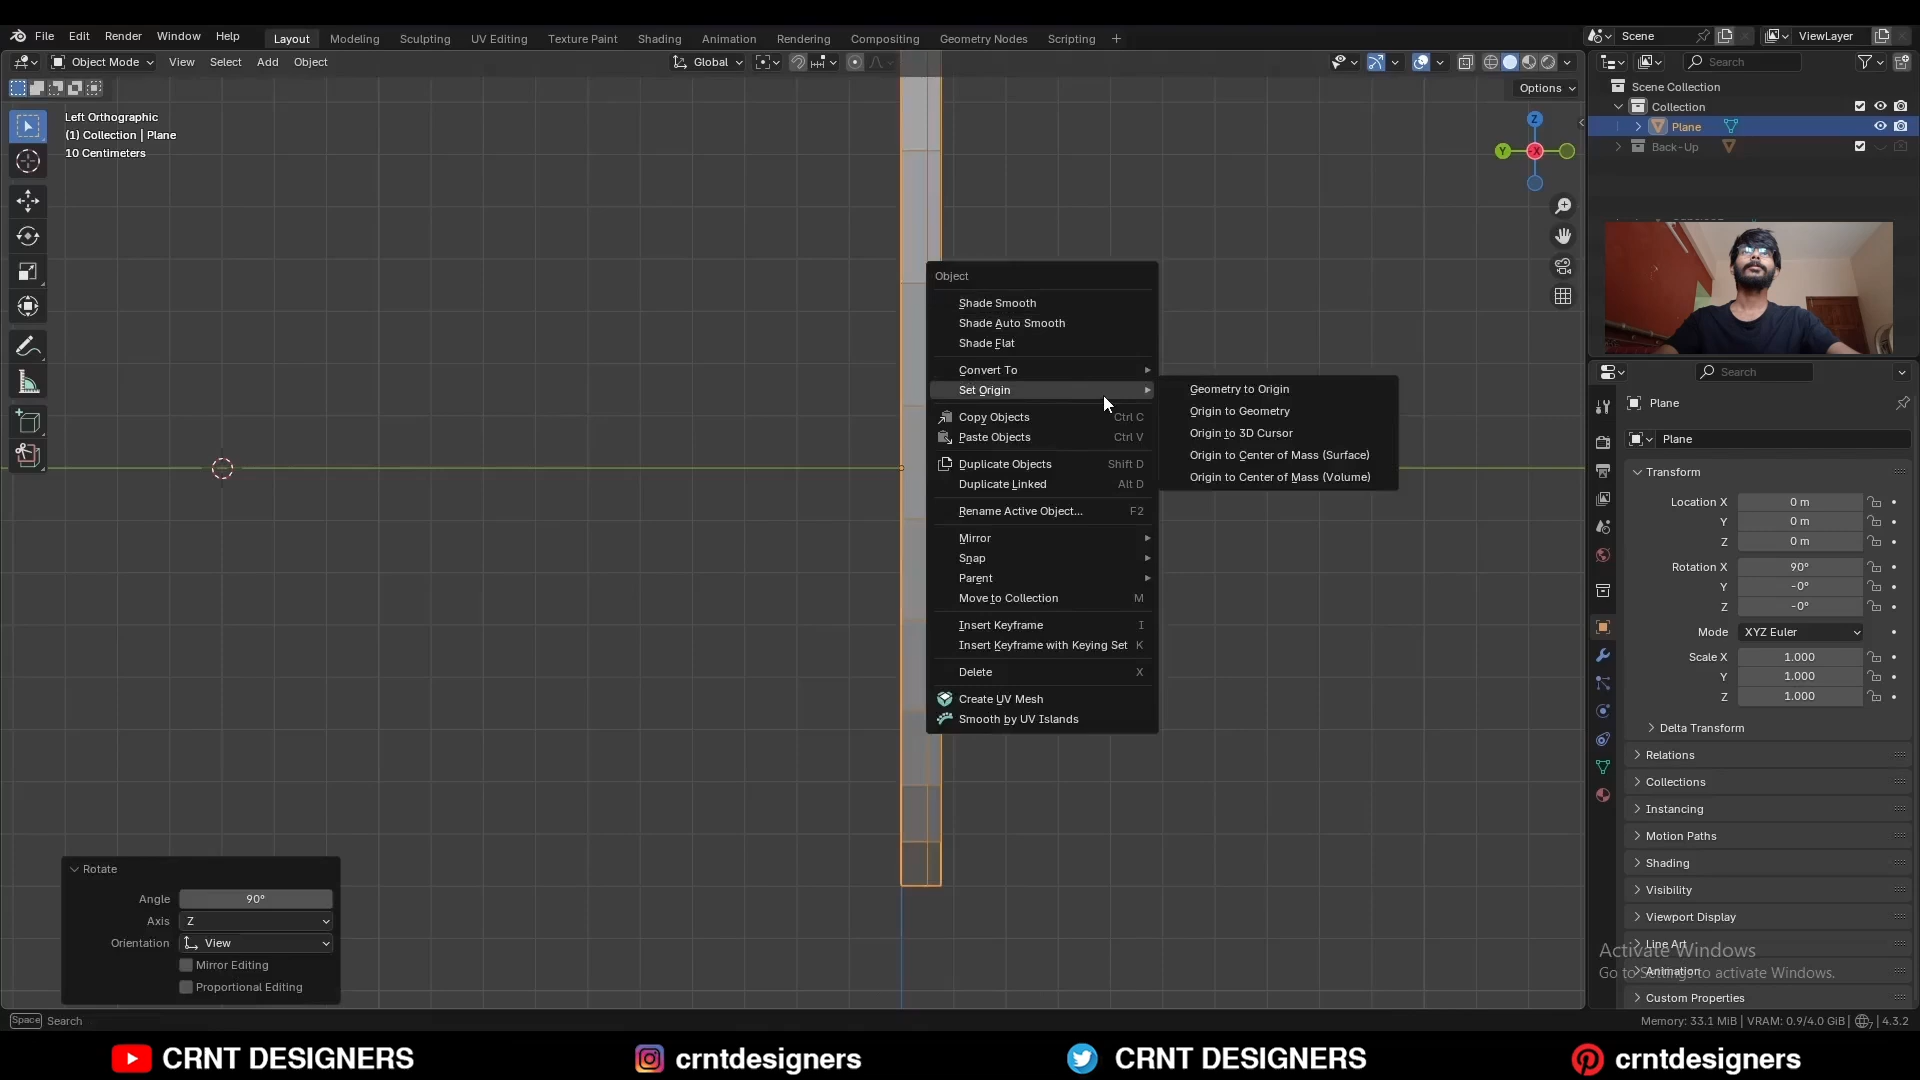 File Edit Render Window Help Layout Modeling Sculpting UV Editing Texture Paint Shading Animation Rendering Compositing Geometry Nodes Scripting + Scene ViewLayer
Object Mode View Select Add Object Global Search
Options
Left Orthographic
(1) Collection | Plane
10 Centimeters
Z
Y
-X
Scene Collection
Collection
Plane
Back-Up
Object
Shade Smooth
Shade Auto Smooth
Shade Flat
Convert To
Set Origin
Copy Objects Ctrl C
Paste Objects Ctrl V
Duplicate Objects Shift D
Duplicate Linked Alt D
Rename Active Object... F2
Mirror
Snap
Parent
Move to Collection M
Insert Keyframe I
Insert Keyframe with Keying Set K
Delete X
Create UV Mesh
Smooth by UV Islands
Geometry to Origin
Origin to Geometry
Origin to 3D Cursor
Origin to Center of Mass (Surface)
Origin to Center of Mass (Volume)
Search
Plane
Plane
Transform
Location X 0 m
Y 0 m
Z 0 m
Rotation X 90°
Y -0°
Z -0°
Mode XYZ Euler
Scale X 1.000
Y 1.000
Z 1.000
Delta Transform
Relations
Collections
Instancing
Motion Paths
Shading
Visibility
Viewport Display
Line Art
Animation
Custom Properties
Activate Windows
Go to Settings to activate Windows.
Rotate
Angle 90°
Axis Z
Orientation View
Mirror Editing
Proportional Editing
Space Search
Memory: 33.1 MiB | VRAM: 0.9/4.0 GiB | 7 | 4.3.2
CRNT DESIGNERS crntdesigners CRNT DESIGNERS crntdesigners